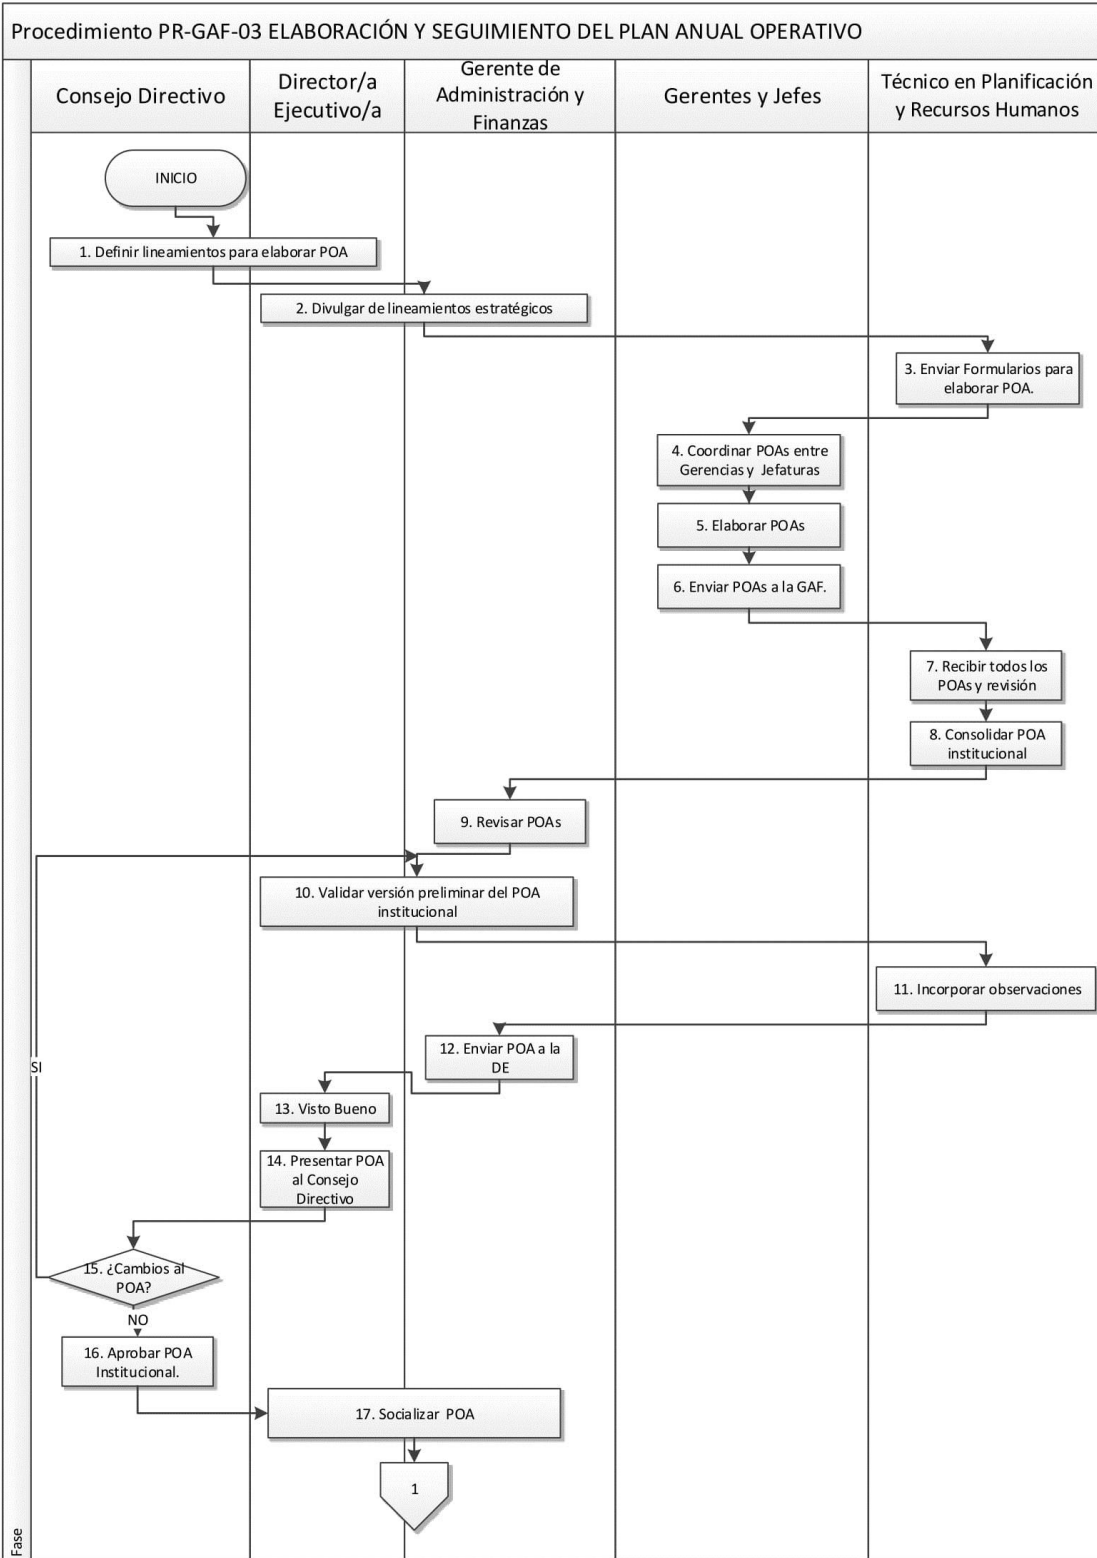 Procedimiento PR-GAF-03 ELABORACIÓN Y SEGUIMIENTO DEL PLAN ANUAL OPERATIVO
Consejo Directivo
Director/a
Ejecutivo/a
Gerente de
Administración y
Finanzas
Gerentes y Jefes
Técnico en Planificación
y Recursos Humanos
INICIO
1. Definir lineamientos para elaborar POA
2. Divulgar de lineamientos estratégicos
3. Enviar Formularios para
elaborar POA.
4. Coordinar POAs entre
Gerencias y Jefaturas
5. Elaborar POAs
6. Enviar POAs a la GAF.
7. Recibir todos los
POAs y revisión
8. Consolidar POA
institucional
9. Revisar POAs
10. Validar versión preliminar del POA
institucional
11. Incorporar observaciones
12. Enviar POA a la
DE
SI
13. Visto Bueno
14. Presentar POA
al Consejo
Directivo
15. ¿Cambios al
POA?
NO
16. Aprobar POA
Institucional.
17. Socializar POA
1
Fase